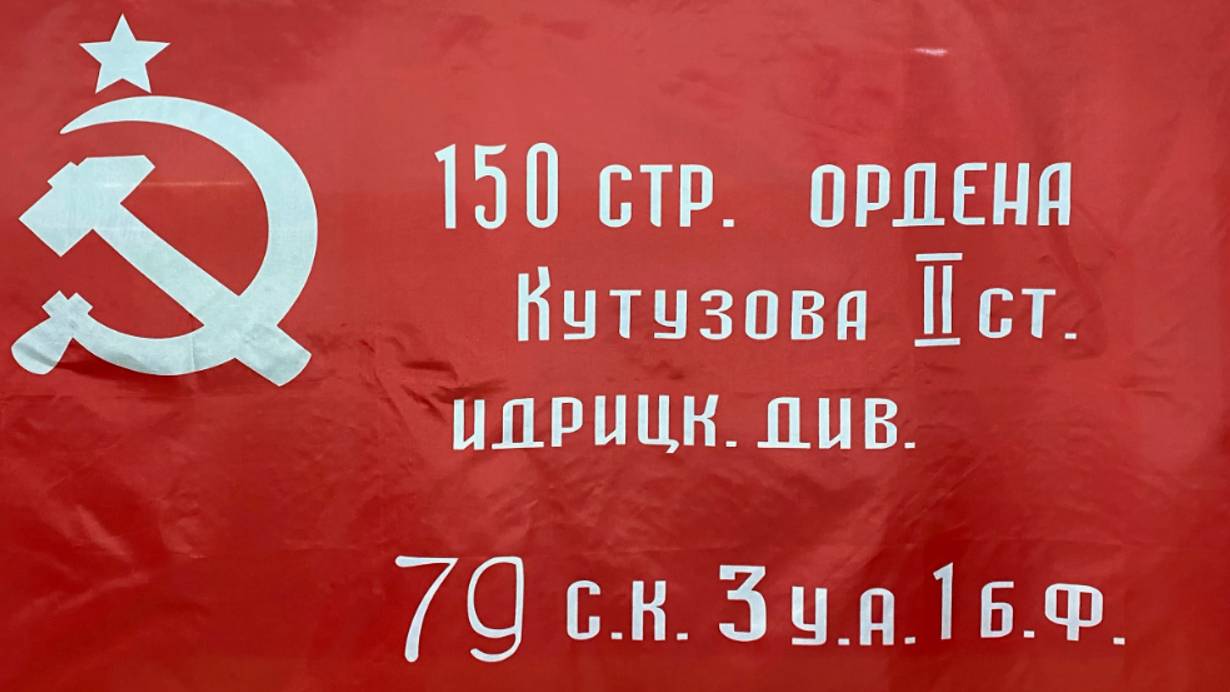 150 СТР. ОРДЕНА
КУТУЗОВА II СТ.
ИДРИЦК. ДИВ.
79 С.К. 3 У.А. 1 Б.Ф.